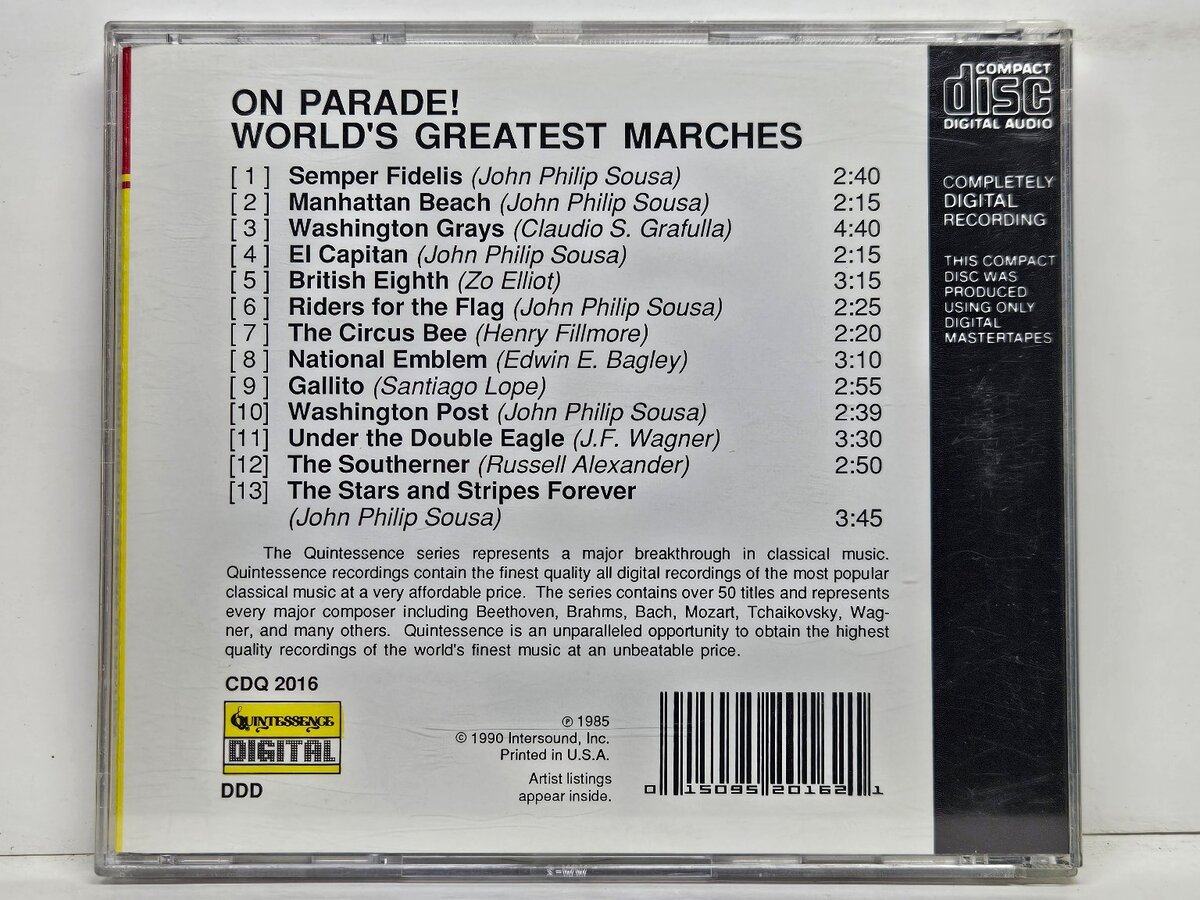 ON PARADE!
WORLD'S GREATEST MARCHES
[ 1 ] Semper Fidelis (John Philip Sousa) 2:40
[ 2 ] Manhattan Beach (John Philip Sousa) 2:15
[ 3 ] Washington Grays (Claudio S. Grafulla) 4:40
[ 4 ] El Capitan (John Philip Sousa) 2:15
[ 5 ] British Eighth (Zo Elliot) 3:15
[ 6 ] Riders for the Flag (John Philip Sousa) 2:25
[ 7 ] The Circus Bee (Henry Fillmore) 2:20
[ 8 ] National Emblem (Edwin E. Bagley) 3:10
[ 9 ] Gallito (Santiago Lope) 2:55
[10] Washington Post (John Philip Sousa) 2:39
[11] Under the Double Eagle (J.F. Wagner) 3:30
[12] The Southerner (Russell Alexander) 2:50
[13] The Stars and Stripes Forever
(John Philip Sousa) 3:45
The Quintessence series represents a major breakthrough in classical music.
Quintessence recordings contain the finest quality all digital recordings of the most popular
classical music at a very affordable price. The series contains over 50 titles and represents
every major composer including Beethoven, Brahms, Bach, Mozart, Tchaikovsky, Wag-
ner, and many others. Quintessence is an unparalleled opportunity to obtain the highest
quality recordings of the world's finest music at an unbeatable price.
CDQ 2016
QUINTESSENCE
DIGITAL
DDD
℗ 1985
© 1990 Intersound, Inc.
Printed in U.S.A.
Artist listings
appear inside.
0 15095 20162 1
COMPACT
disc
DIGITAL AUDIO
COMPLETELY
DIGITAL
RECORDING
THIS COMPACT
DISC WAS
PRODUCED
USING ONLY
DIGITAL
MASTERTAPES